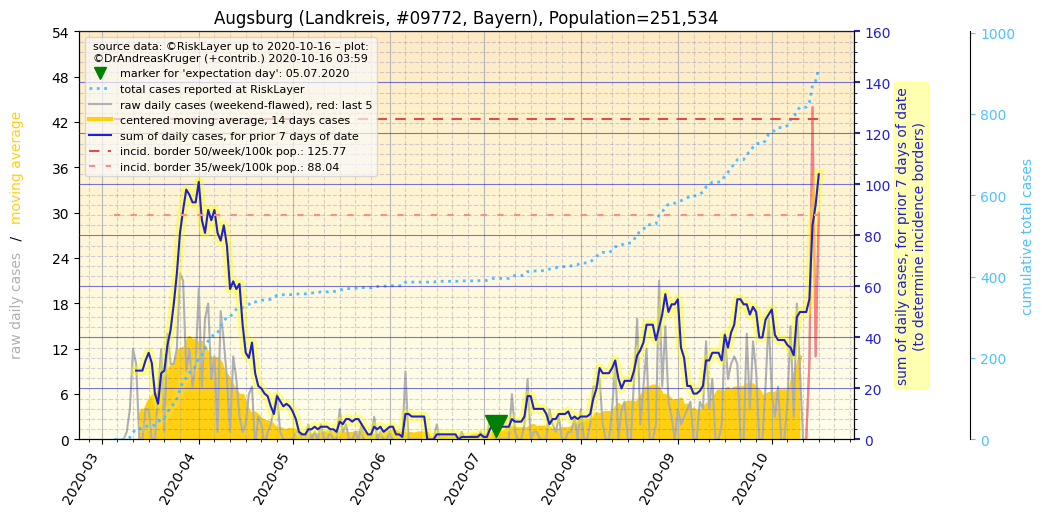 Augsburg (Landkreis, #09772, Bayern), Population=251,534
source data: ©RiskLayer up to 2020-10-16 – plot:
©DrAndreasKruger (+contrib.) 2020-10-16 03:59
marker for 'expectation day': 05.07.2020
total cases reported at RiskLayer
raw daily cases (weekend-flawed), red: last 5
centered moving average, 14 days cases
sum of daily cases, for prior 7 days of date
incid. border 50/week/100k pop.: 125.77
incid. border 35/week/100k pop.: 88.04
raw daily cases / moving average
54
48
42
36
30
24
18
12
6
0
2020-03
2020-04
2020-05
2020-06
2020-07
2020-08
2020-09
2020-10
160
140
120
100
80
60
40
20
0
sum of daily cases, for prior 7 days of date
(to determine incidence borders)
1000
800
600
400
200
0
cumulative total cases